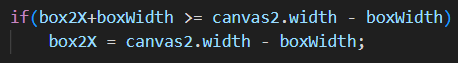 if(box2X+boxWidth >= canvas2.width - boxWidth)
box2X = canvas2.width - boxWidth;